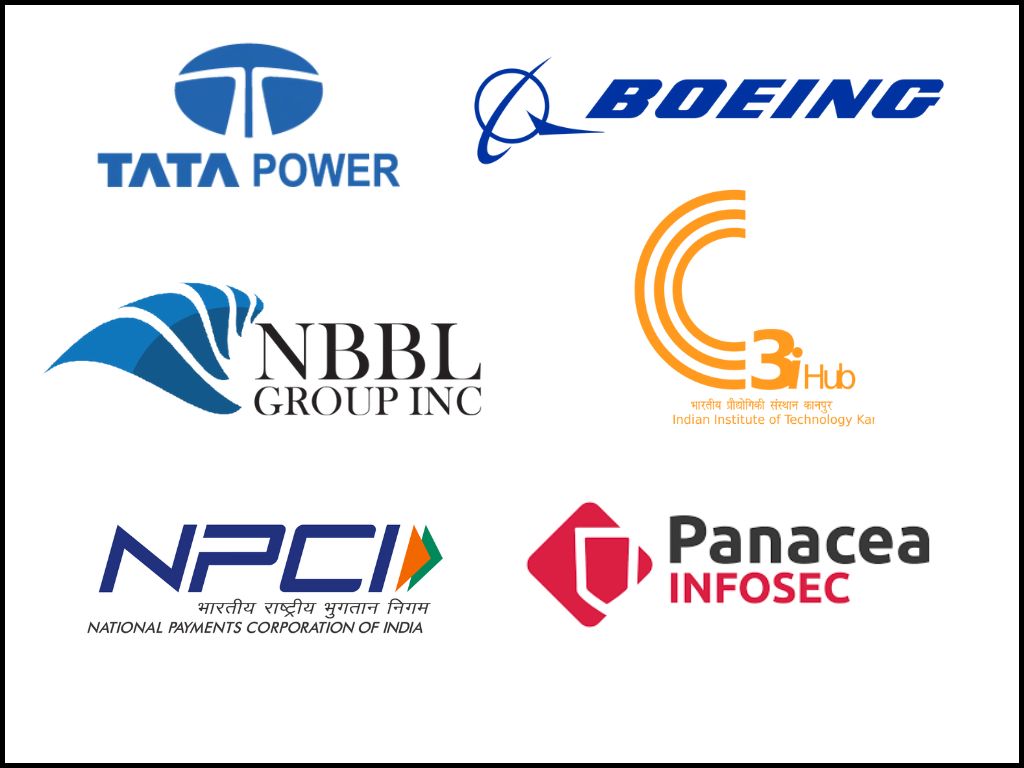 TATA POWER
BOEING
NBBL
GROUP INC
C3i Hub
भारतीय प्रौद्योगिकी संस्थान कानपुर
Indian Institute of Technology Kan
NPCI
भारतीय राष्ट्रीय भुगतान निगम
NATIONAL PAYMENTS CORPORATION OF INDIA
Panacea
INFOSEC